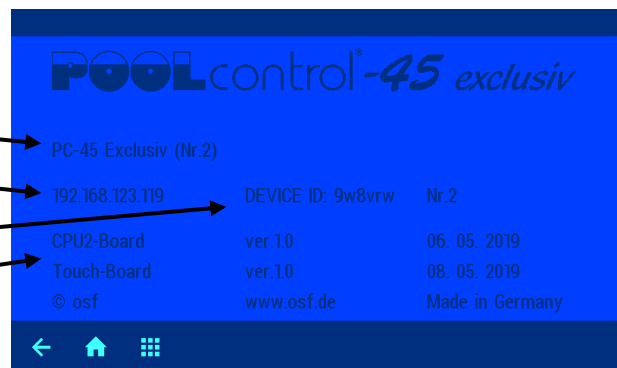 POOLcontrol®-45 exclusiv
PC-45 Exclusiv (Nr.2)
192.168.123.119 DEVICE ID: 9w8vrw Nr.2
CPU2-Board ver.1.0 06. 05. 2019
Touch-Board ver.1.0 08. 05. 2019
© osf www.osf.de Made in Germany